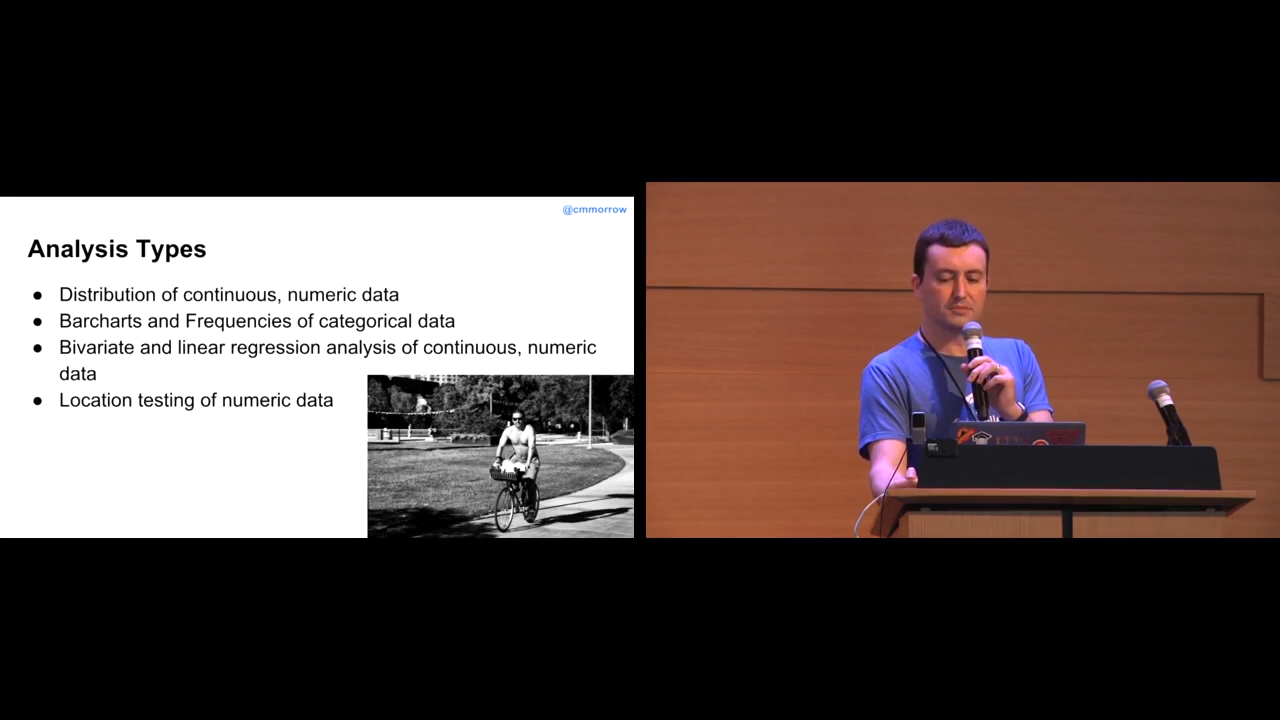 @cmmorrow
Analysis Types
● Distribution of continuous, numeric data
● Barcharts and Frequencies of categorical data
● Bivariate and linear regression analysis of continuous, numeric
data
● Location testing of numeric data